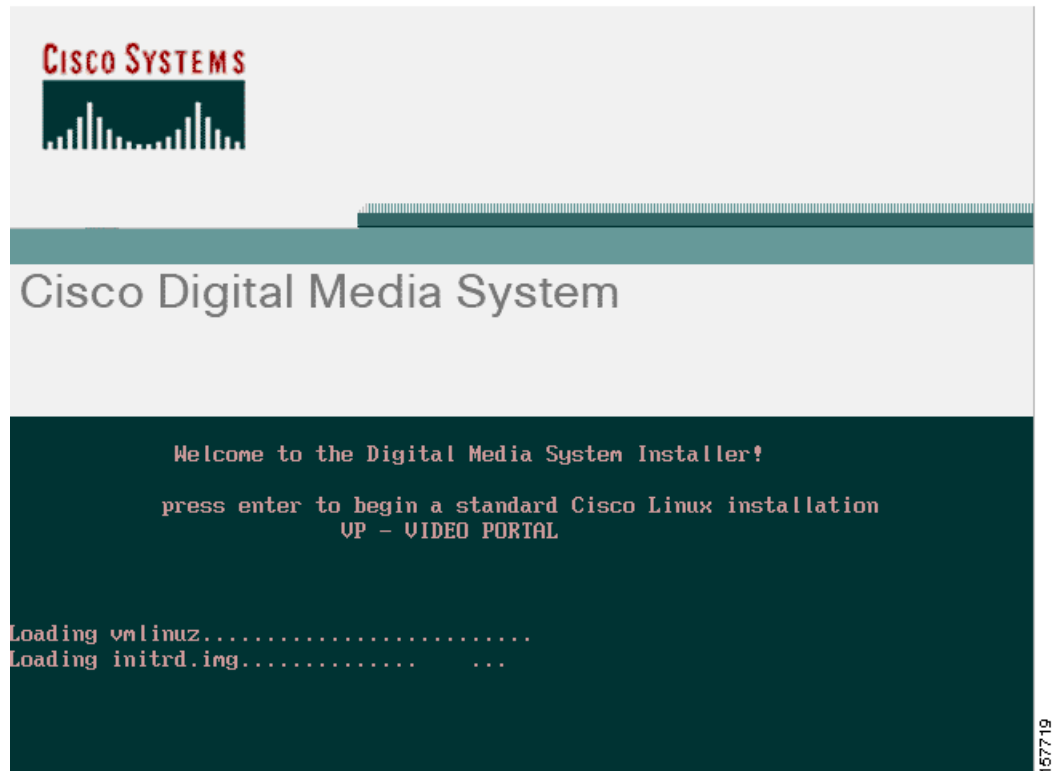 CISCO SYSTEMS
Cisco Digital Media System
Welcome to the Digital Media System Installer!
press enter to begin a standard Cisco Linux installation
VP - VIDEO PORTAL
Loading vmlinuz..........................
Loading initrd.img.............. ...
157719